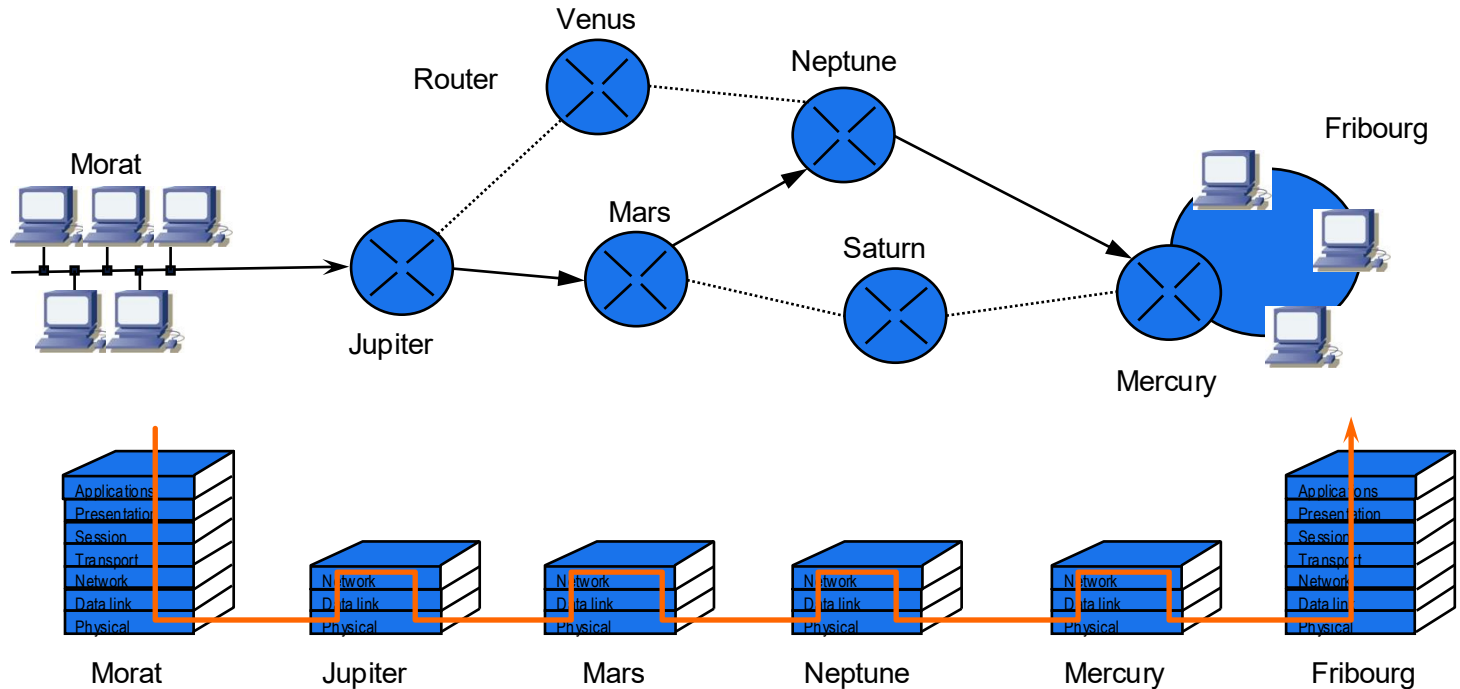 Venus
Neptune
Router
Fribourg
Morat
Mars
Saturn
Jupiter
Mercury
Applications
Presentation
Session
Transport
Network
Data link
Physical
Network
Data link
Physical
Network
Data link
Physical
Network
Data link
Physical
Network
Data link
Physical
Applications
Presentation
Session
Transport
Network
Data link
Physical
Morat
Jupiter
Mars
Neptune
Mercury
Fribourg